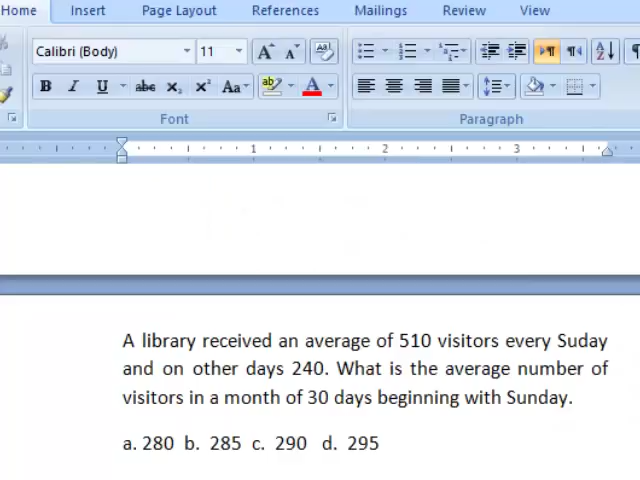 Home Insert Page Layout References Mailings Review View
Calibri (Body) 11
B I U abc x₂ x² Aa ab A
Font Paragraph
1 2 3
A library received an average of 510 visitors every Suday
and on other days 240. What is the average number of
visitors in a month of 30 days beginning with Sunday.
a. 280 b. 285 c. 290 d. 295